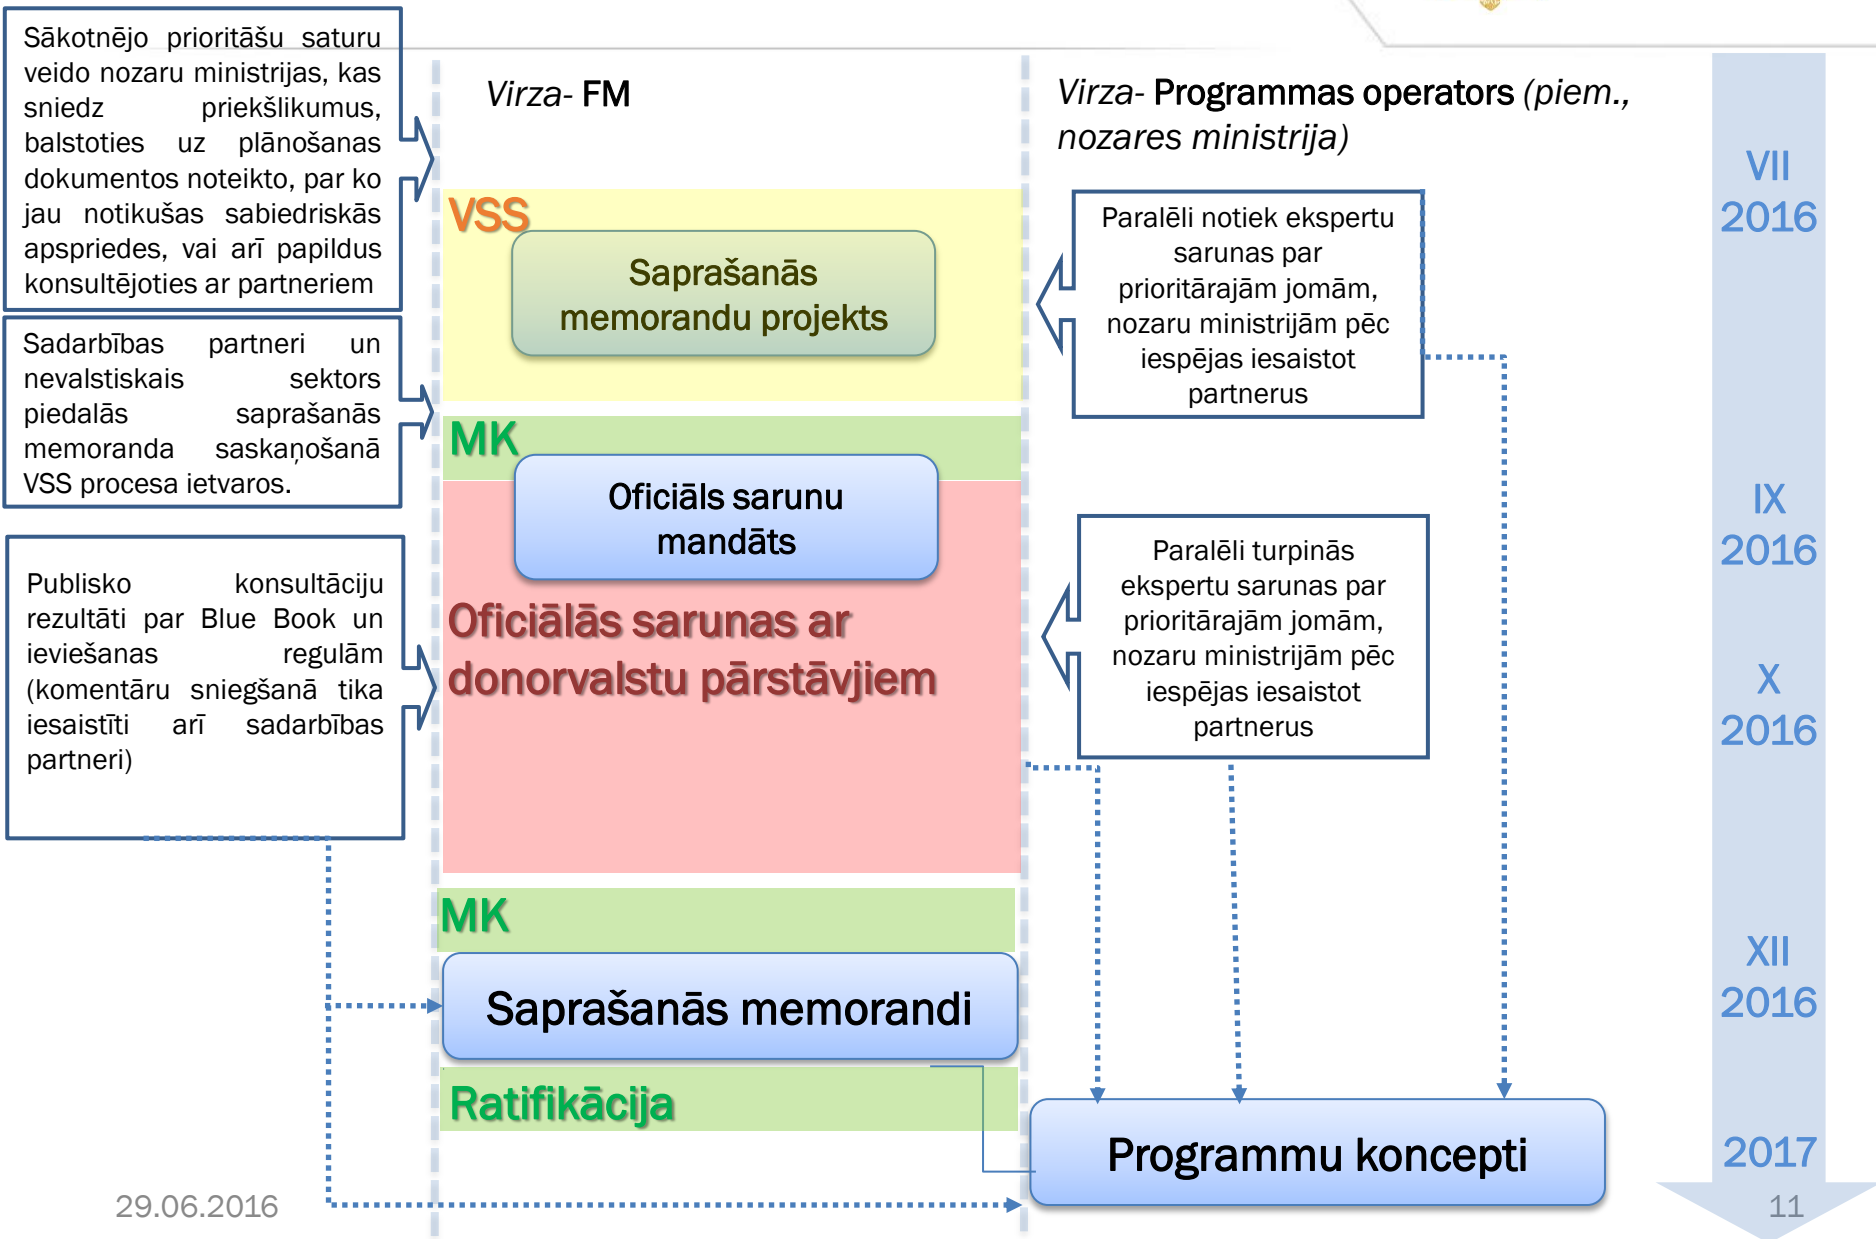 Sākotnējo prioritāšu saturu
veido nozaru ministrijas, kas
sniedz priekšlikumus,
balstoties uz plānošanas
dokumentos noteikto, par ko
jau notikušas sabiedriskās
apspriedes, vai arī papildus
konsultējoties ar partneriem
Sadarbības partneri un
nevalstiskais sektors
piedalās saprašanās
memoranda saskaņošanā
VSS procesa ietvaros.
Publisko konsultāciju
rezultāti par Blue Book un
ieviešanas regulām
(komentāru sniegšanā tika
iesaistīti arī sadarbības
partneri)
Virza- FM
VSS
Saprašanās
memorandu projekts
MK
Oficiāls sarunu
mandāts
Oficiālās sarunas ar
donorvalstu pārstāvjiem
MK
Saprašanās memorandi
Ratifikācija
Virza- Programmas operators (piem.,
nozares ministrija)
Paralēli notiek ekspertu
sarunas par
prioritārajām jomām,
nozaru ministrijām pēc
iespējas iesaistot
partnerus
Paralēli turpinās
ekspertu sarunas par
prioritārajām jomām,
nozaru ministrijām pēc
iespējas iesaistot
partnerus
Programmu koncepti
VII
2016
IX
2016
X
2016
XII
2016
2017
29.06.2016
11